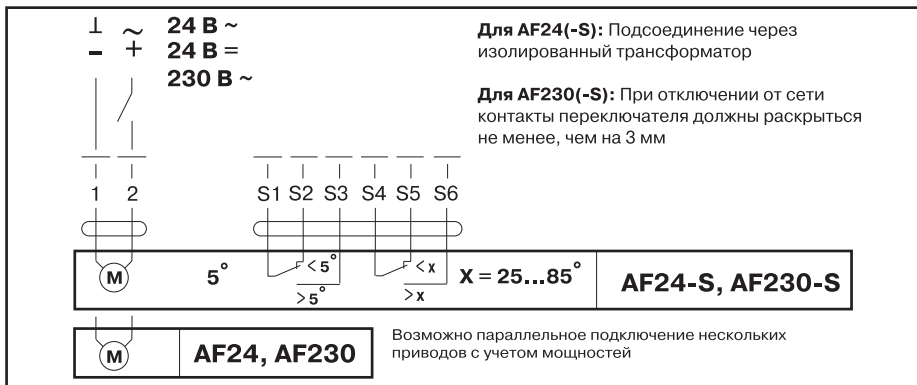 ⊥ ~ 24 В ~
– + 24 В =
230 В ~
Для AF24(-S): Подсоединение через
изолированный трансформатор
Для AF230(-S): При отключении от сети
контакты переключателя должны раскрыться
не менее, чем на 3 мм
1 2 S1 S2 S3 S4 S5 S6
M 5° < 5° > 5° < x > x X = 25...85° AF24-S, AF230-S
M AF24, AF230
Возможно параллельное подключение нескольких
приводов с учетом мощностей